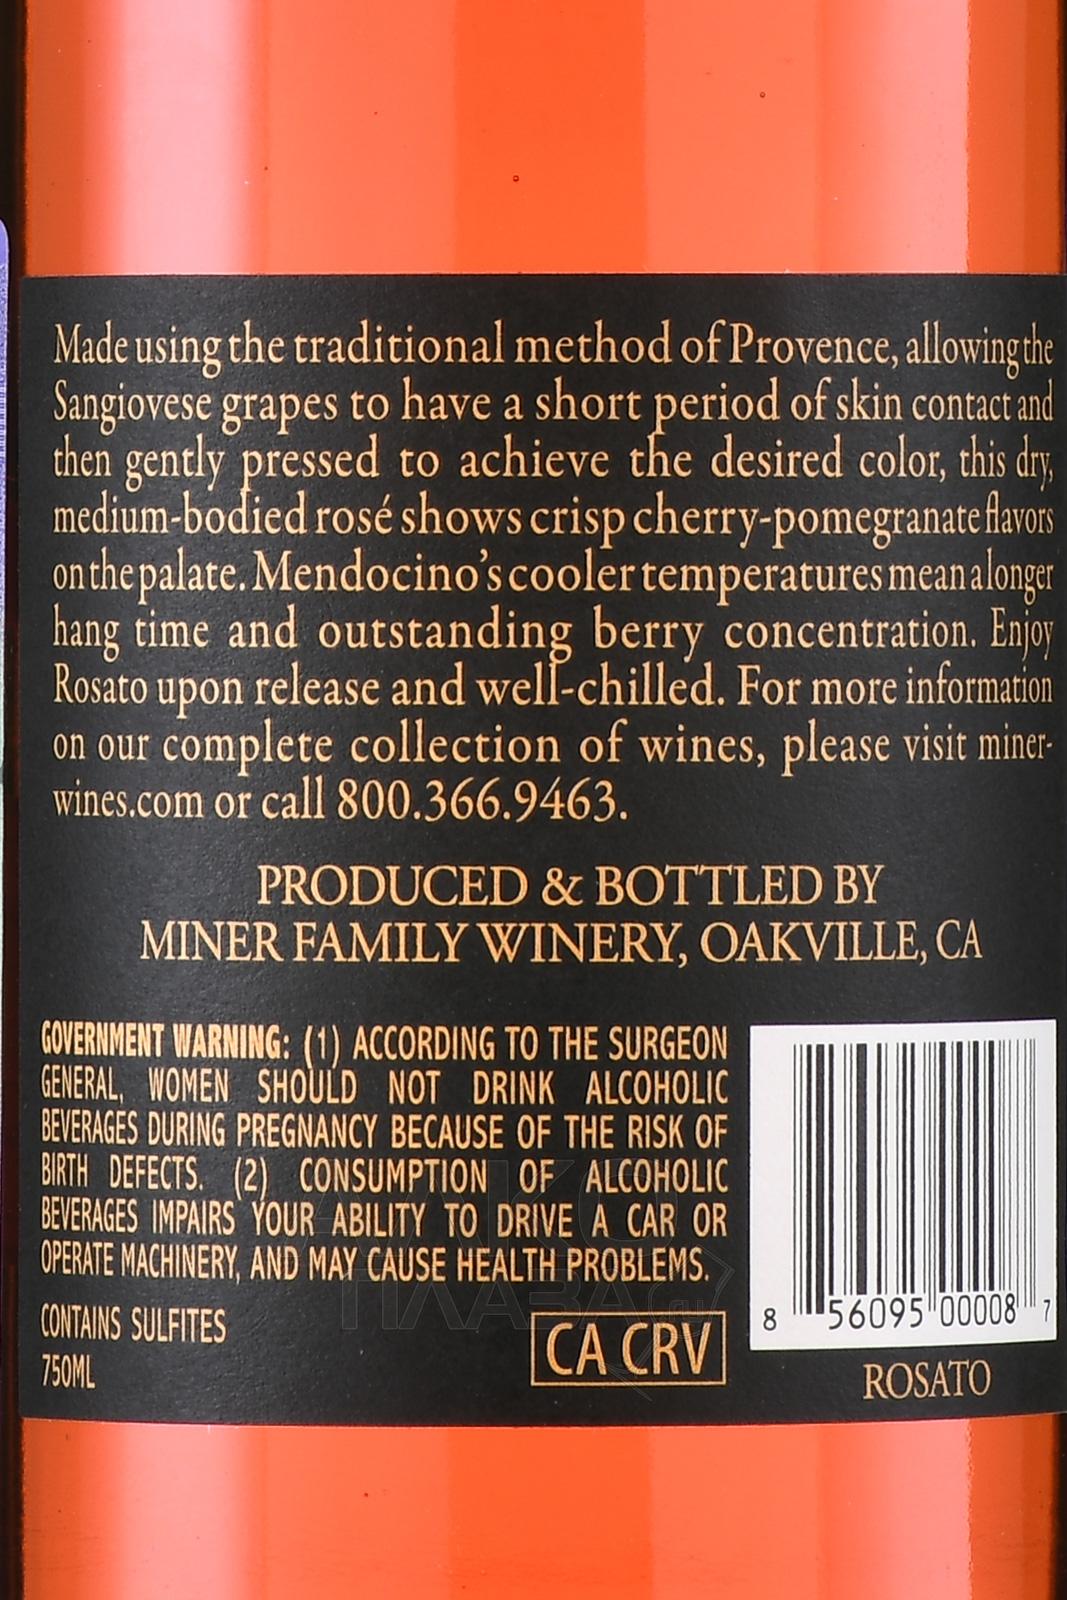 Made using the traditional method of Provence, allowing the
Sangiovese grapes to have a short period of skin contact and
then gently pressed to achieve the desired color, this dry,
medium-bodied rosé shows crisp cherry-pomegranate flavors
on the palate. Mendocino's cooler temperatures mean a longer
hang time and outstanding berry concentration. Enjoy
Rosato upon release and well-chilled. For more information
on our complete collection of wines, please visit miner-
wines.com or call 800.366.9463.
PRODUCED & BOTTLED BY
MINER FAMILY WINERY, OAKVILLE, CA
GOVERNMENT WARNING: (1) ACCORDING TO THE SURGEON
GENERAL, WOMEN SHOULD NOT DRINK ALCOHOLIC
BEVERAGES DURING PREGNANCY BECAUSE OF THE RISK OF
BIRTH DEFECTS. (2) CONSUMPTION OF ALCOHOLIC
BEVERAGES IMPAIRS YOUR ABILITY TO DRIVE A CAR OR
OPERATE MACHINERY, AND MAY CAUSE HEALTH PROBLEMS.
CONTAINS SULFITES
750ML
CA CRV
8 56095 00008 7
ROSATO